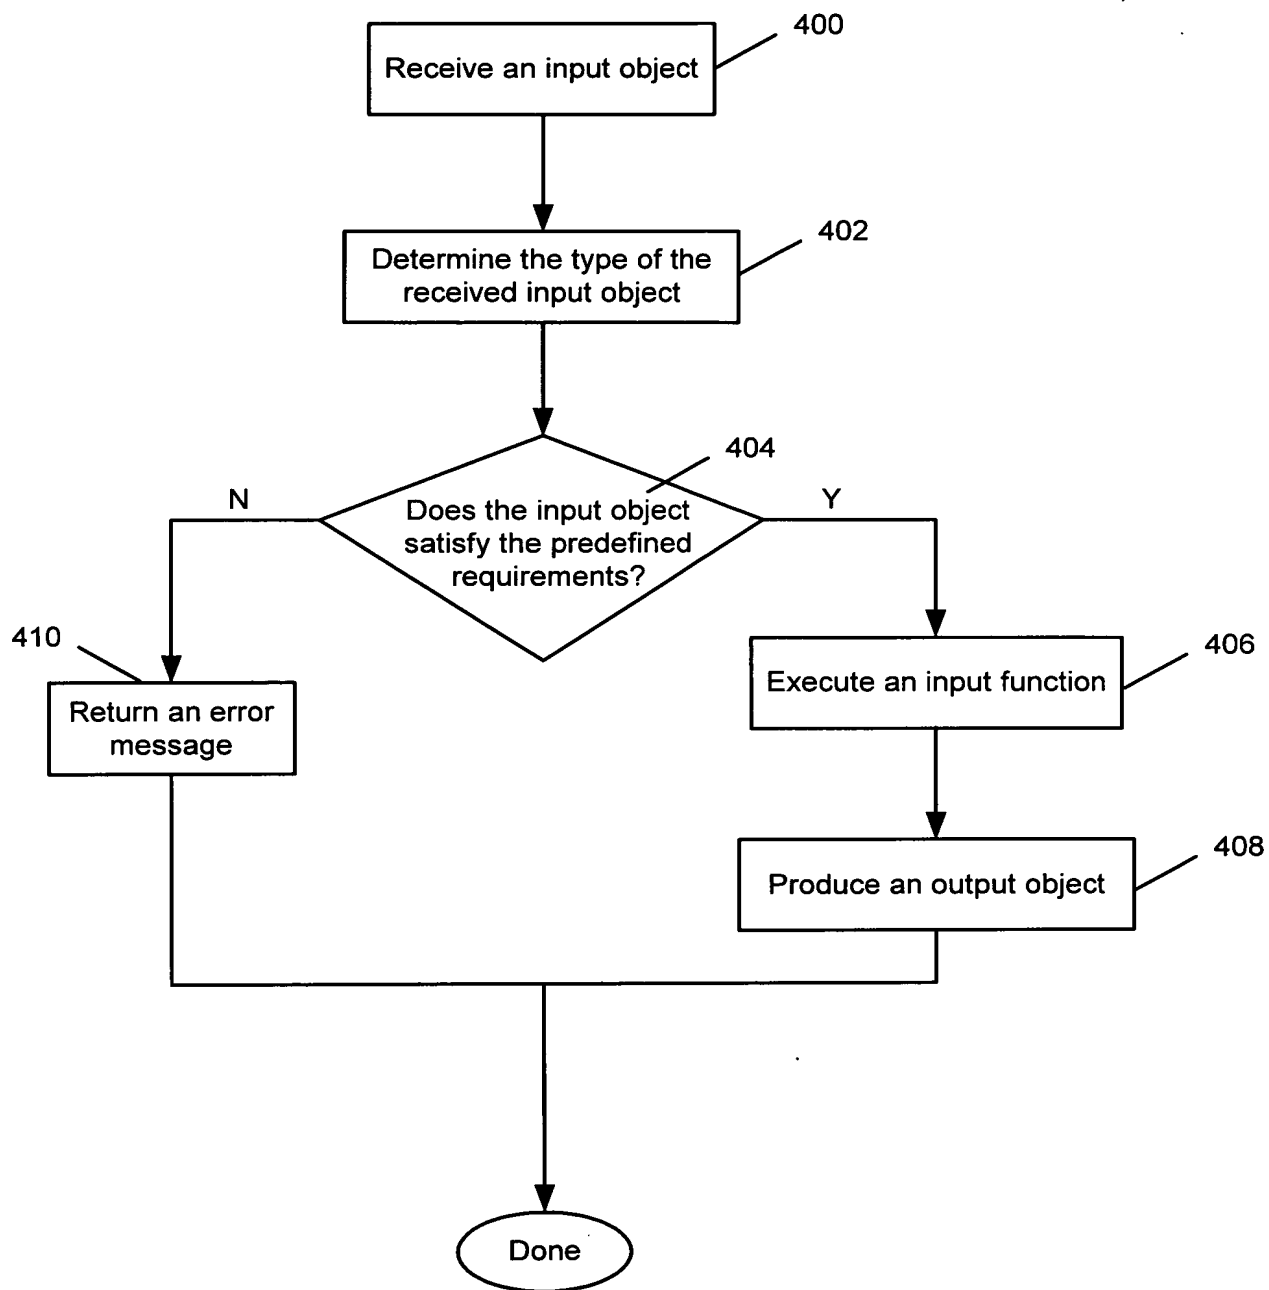 400
Receive an input object
402
Determine the type of the
received input object
404
N
Y
Does the input object
satisfy the predefined
requirements?
410
406
Execute an input function
Return an error
message
408
Produce an output object
Done